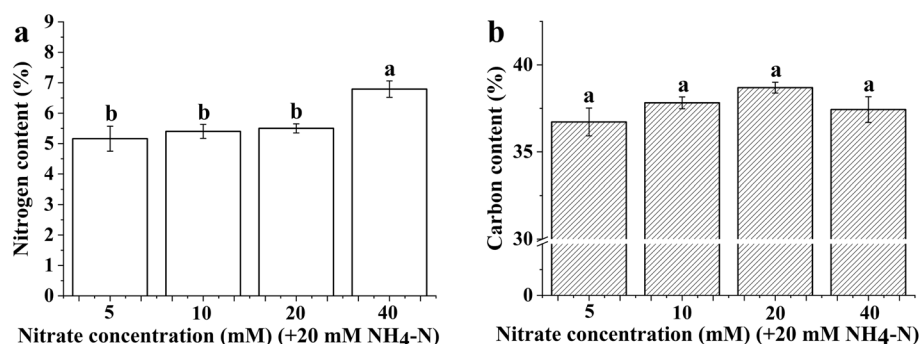 a
Nitrogen content (%)
9
8
7
6
5
4
3
2
1
0
b
b
b
a
5
10
20
40
Nitrate concentration (mM) (+20 mM NH4-N)
b
Carbon content (%)
40
35
30
0
a
a
a
a
5
10
20
40
Nitrate concentration (mM) (+20 mM NH4-N)